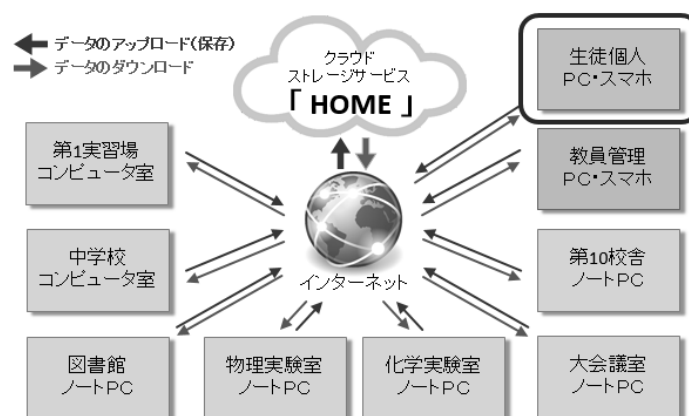 データのアップロード(保存)
データのダウンロード
クラウド
ストレージサービス
「 HOME 」
生徒個人
PC・スマホ
第1実習場
コンピュータ室
教員管理
PC・スマホ
中学校
コンピュータ室
インターネット
第10校舎
ノートPC
図書館
ノートPC
物理実験室
ノートPC
化学実験室
ノートPC
大会議室
ノートPC